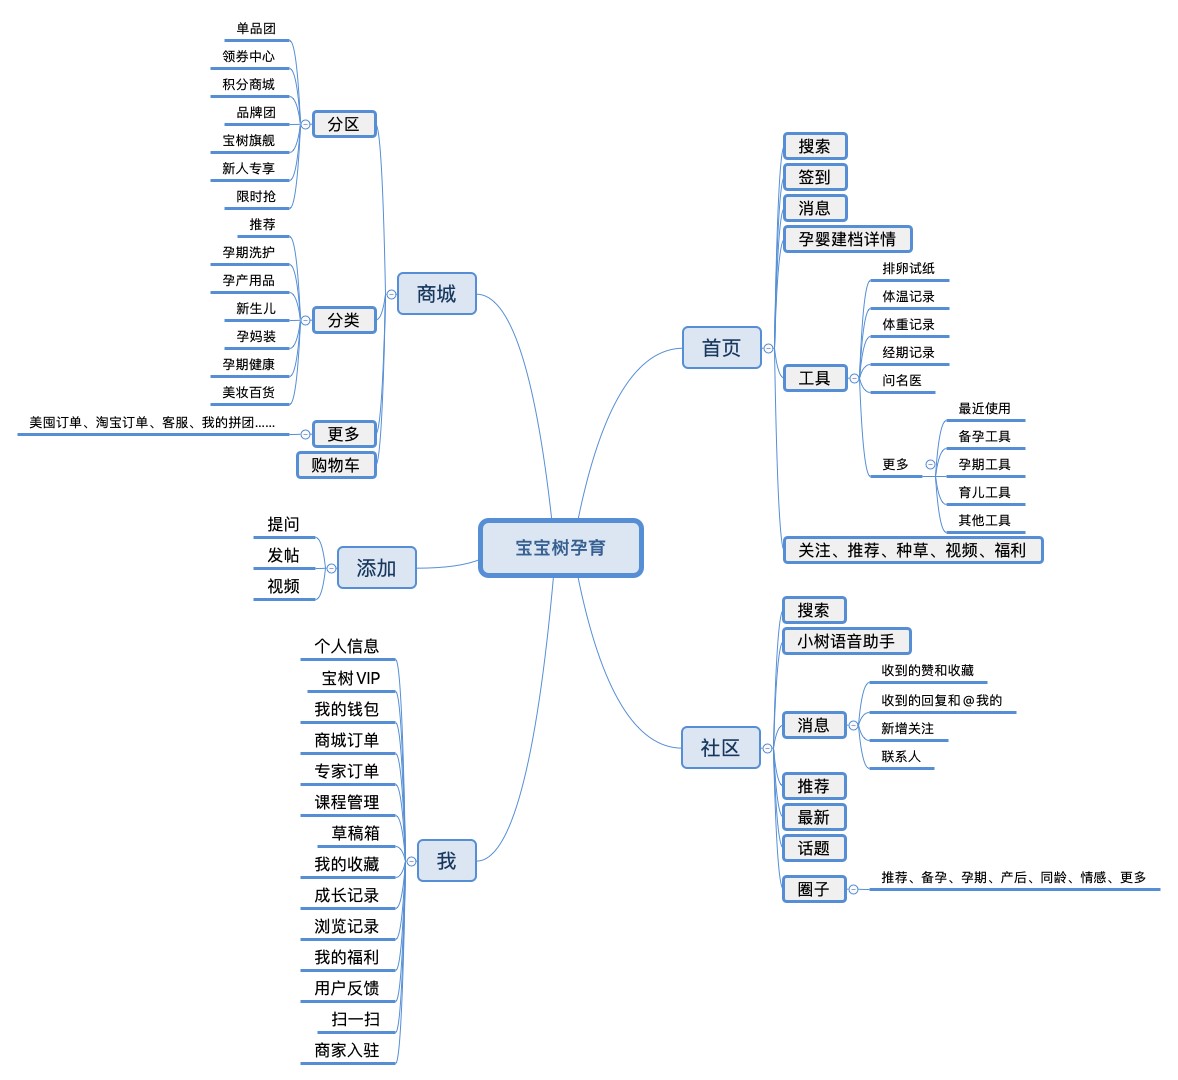 宝宝树孕育
首页
搜索
签到
消息
孕婴建档详情
工具
排卵试纸
体温记录
体重记录
经期记录
问名医
更多
最近使用
备孕工具
孕期工具
育儿工具
其他工具
关注、推荐、种草、视频、福利
社区
搜索
小树语音助手
消息
收到的赞和收藏
收到的回复和@我的
新增关注
联系人
推荐
最新
话题
圈子
推荐、备孕、孕期、产后、同龄、情感、更多
商城
分区
单品团
领券中心
积分商城
品牌团
宝树旗舰
新人专享
限时抢
分类
推荐
孕期洗护
孕产用品
新生儿
孕妈装
孕期健康
美妆百货
更多
美囤订单、淘宝订单、客服、我的拼团......
购物车
添加
提问
发帖
视频
我
个人信息
宝树VIP
我的钱包
商城订单
专家订单
课程管理
草稿箱
我的收藏
成长记录
浏览记录
我的福利
用户反馈
扫一扫
商家入驻